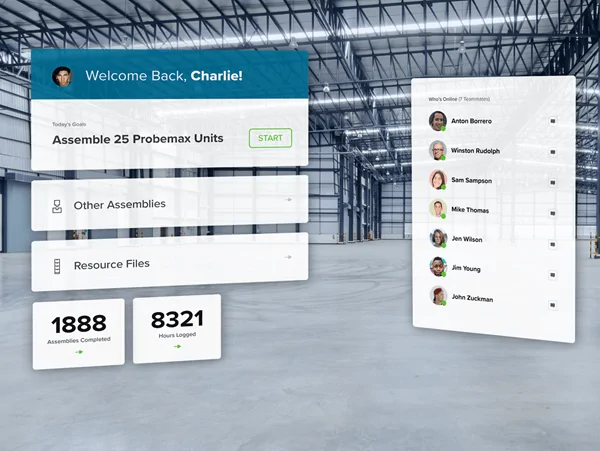 Welcome Back, Charlie!
Today's Goals
Assemble 25 Probemax Units
START
Other Assemblies
Resource Files
1888
Assemblies Completed
8321
Hours Logged
Who's Online (7 Teammates)
Anton Borrero
Winston Rudolph
Sam Sampson
Mike Thomas
Jen Wilson
Jim Young
John Zuckman